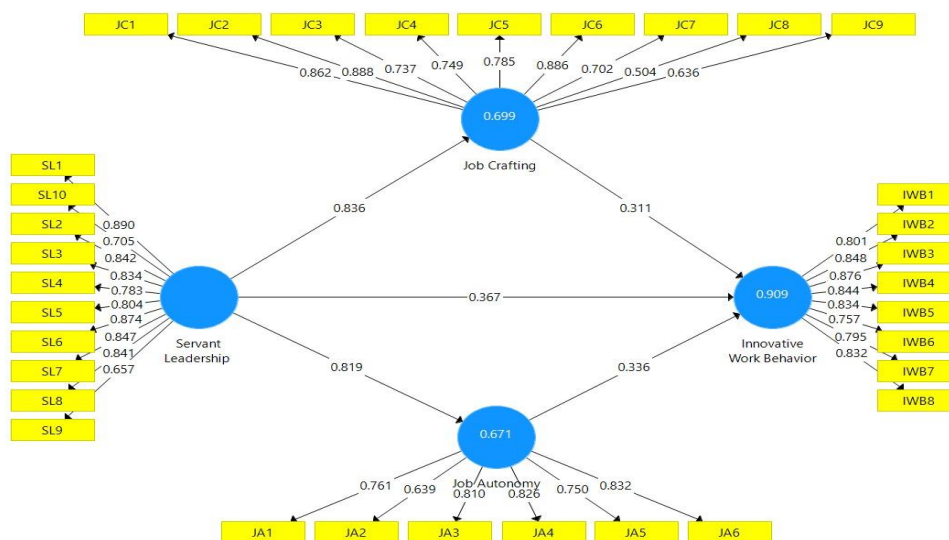 JC1 JC2 JC3 JC4 JC5 JC6 JC7 JC8 JC9
0.862 0.888 0.737 0.749 0.785 0.886 0.702 0.504 0.636
0.699
Job Crafting
SL1
SL10
SL2
SL3
SL4
SL5
SL6
SL7
SL8
SL9
0.890
0.705
0.842
0.834
0.783
0.804
0.874
0.847
0.841
0.657
Servant
Leadership
0.836
0.367
0.819
0.311
0.336
0.909
Innovative
Work Behavior
0.801
0.848
0.876
0.844
0.834
0.757
0.795
0.832
IWB1
IWB2
IWB3
IWB4
IWB5
IWB6
IWB7
IWB8
0.671
Job Autonomy
0.761 0.639 0.810 0.826 0.750 0.832
JA1 JA2 JA3 JA4 JA5 JA6